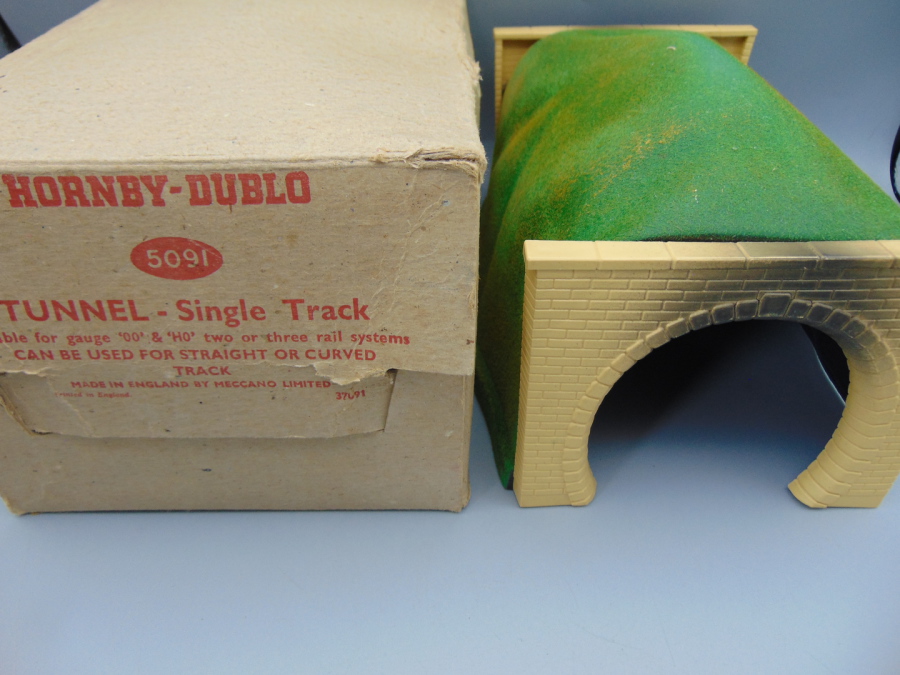 HORNBY-DUBLO
5091
TUNNEL - Single Track
for gauge '00' & 'HO' two or three rail systems
CAN BE USED FOR STRAIGHT OR CURVED
TRACK
MADE IN ENGLAND BY MECCANO LIMITED
Printed in England 37091